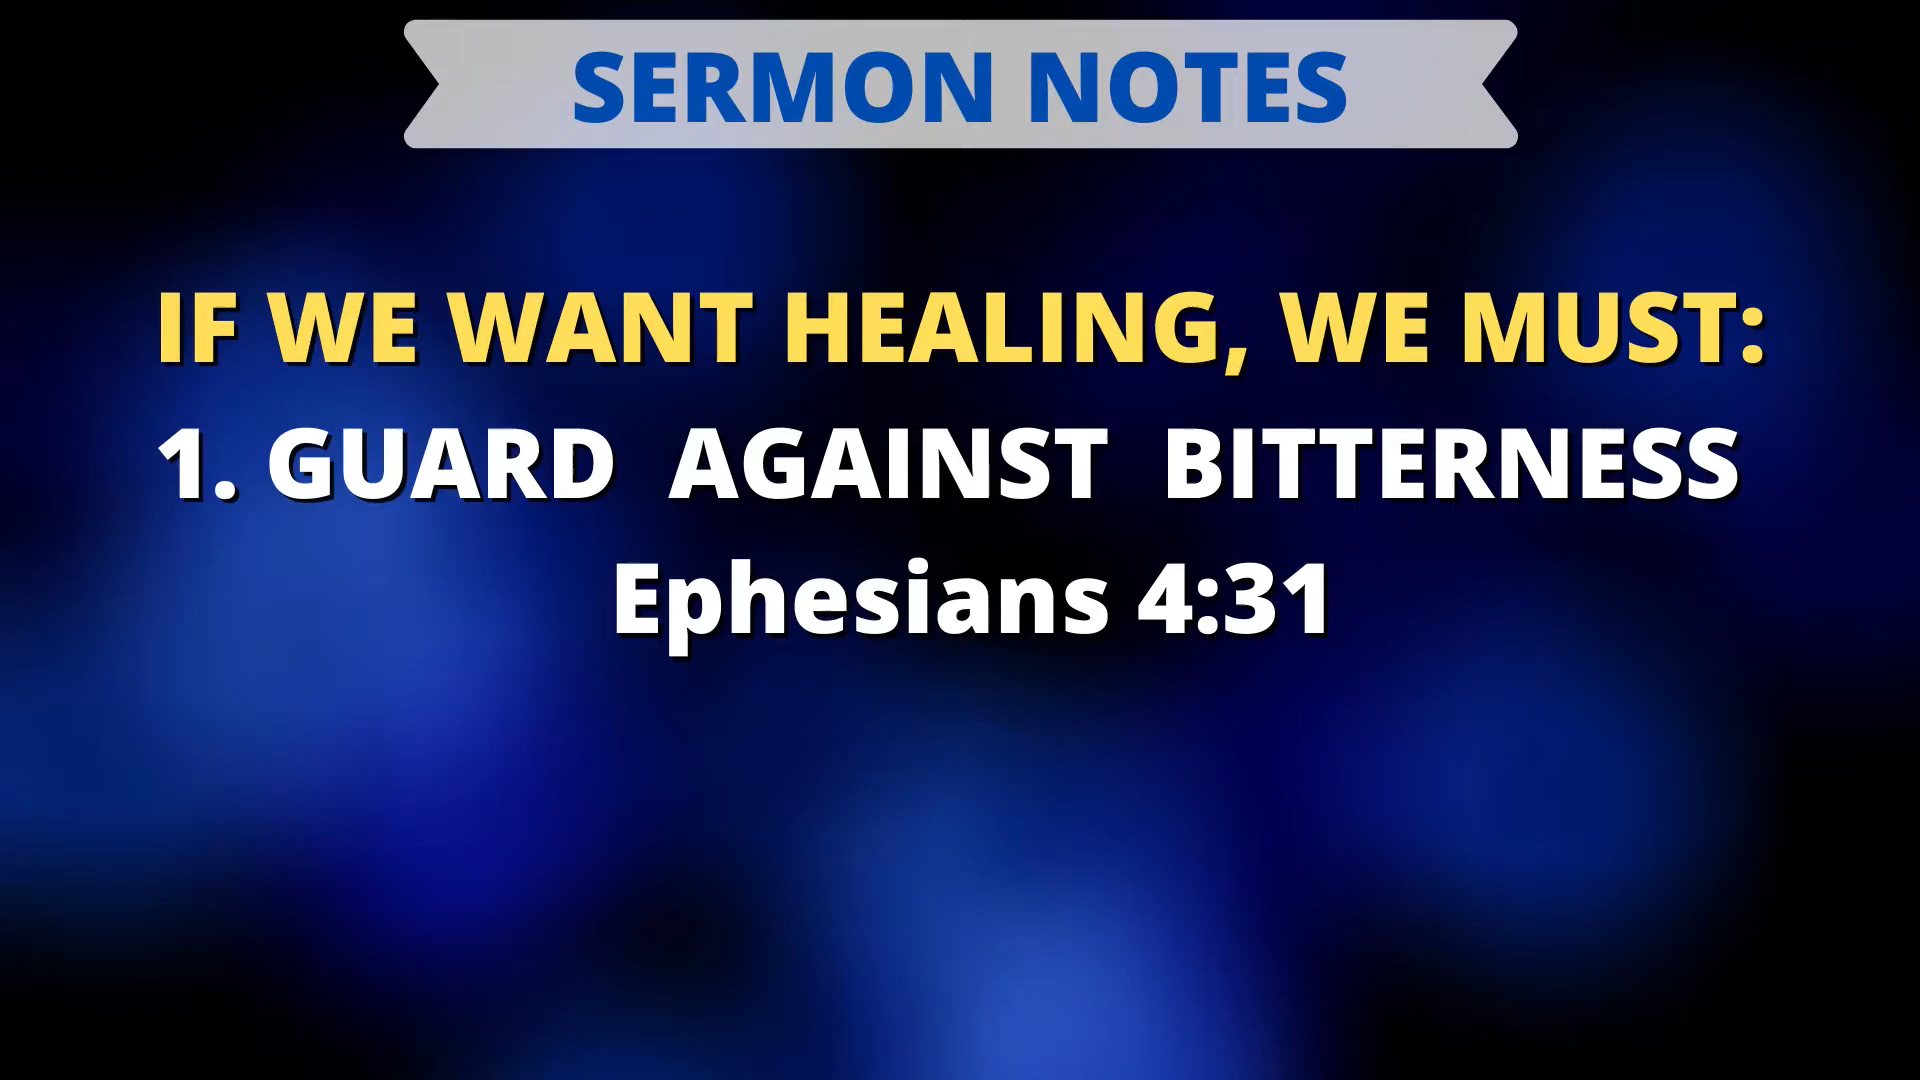 SERMON NOTES
IF WE WANT HEALING, WE MUST:
1. GUARD AGAINST BITTERNESS
Ephesians 4:31